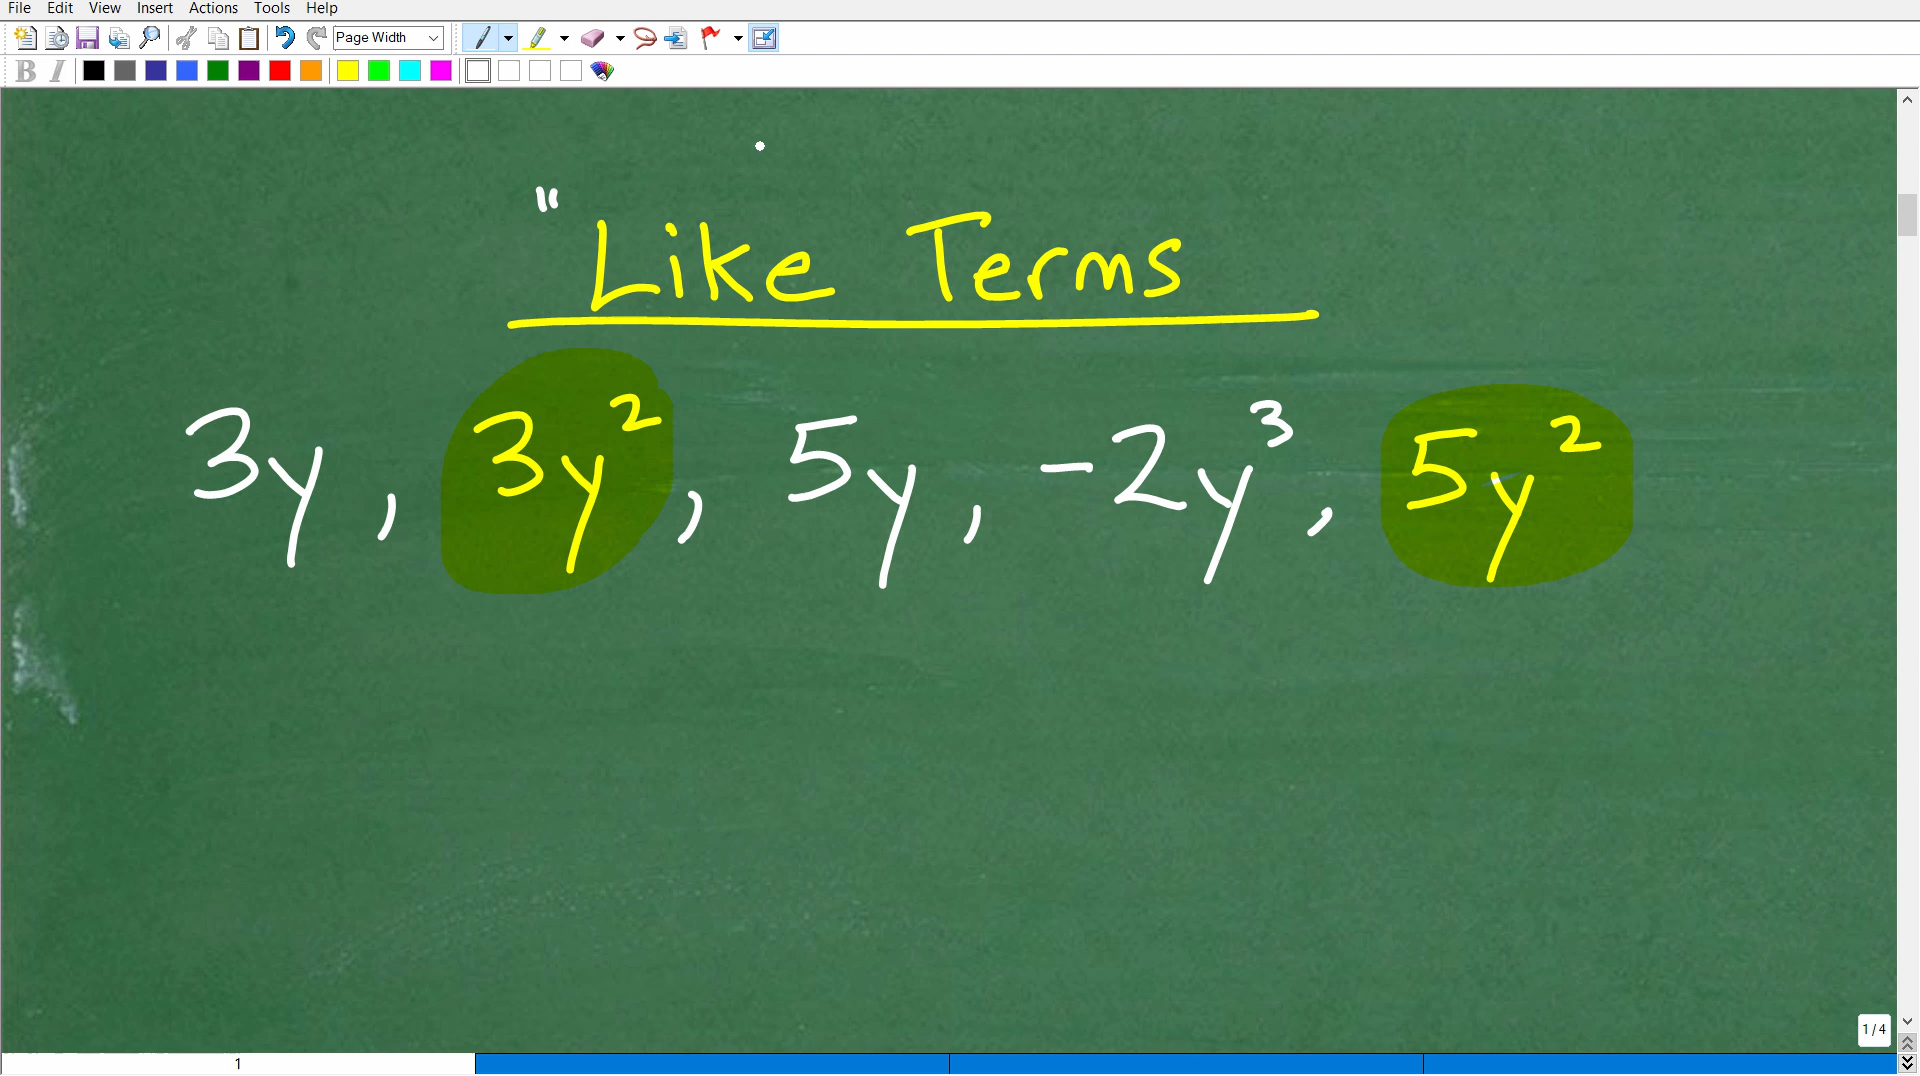 File Edit View Insert Actions Tools Help
Page Width
B I
"Like Terms
3y, 3y², 5y, -2y³, 5y²
1 / 4
1